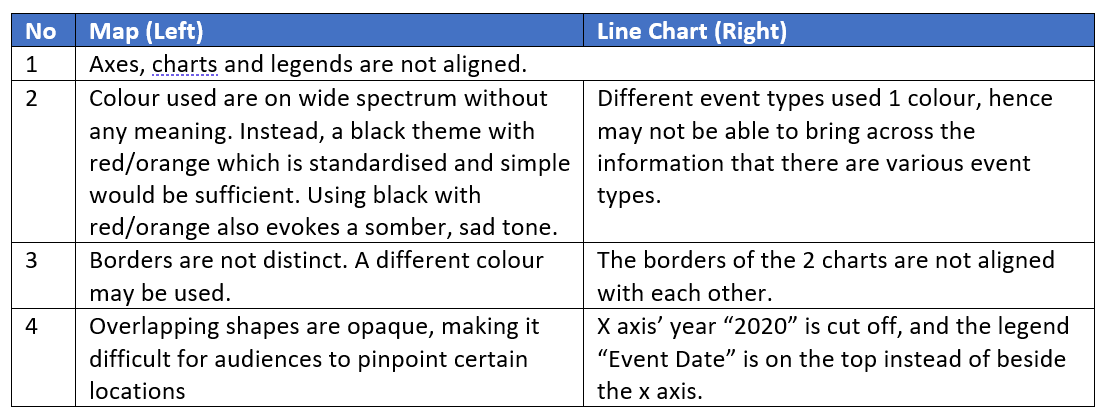 No Map (Left) Line Chart (Right)
1 Axes, charts and legends are not aligned.
2 Colour used are on wide spectrum without
any meaning. Instead, a black theme with
red/orange which is standardised and simple
would be sufficient. Using black with
red/orange also evokes a somber, sad tone.
Different event types used 1 colour, hence
may not be able to bring across the
information that there are various event
types.
3 Borders are not distinct. A different colour
may be used.
The borders of the 2 charts are not aligned
with each other.
4 Overlapping shapes are opaque, making it
difficult for audiences to pinpoint certain
locations
X axis’ year “2020” is cut off, and the legend
“Event Date” is on the top instead of beside
the x axis.